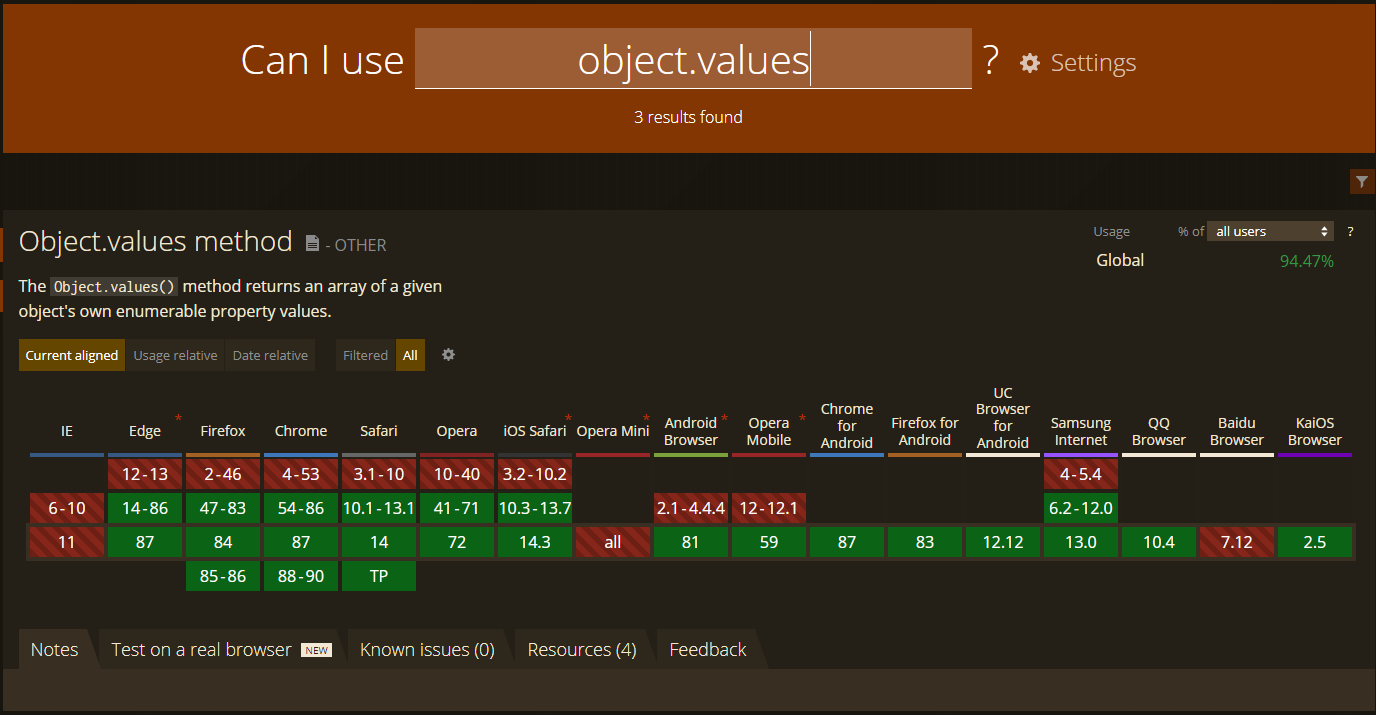 Can I use object.values ? Settings
3 results found
Object.values method - OTHER
Usage % of all users ?
Global 94.47%
The Object.values() method returns an array of a given
object's own enumerable property values.
Current aligned Usage relative Date relative Filtered All
IE Edge * Firefox Chrome Safari Opera iOS Safari * Opera Mini * Android Browser * Opera Mobile * Chrome for Android Firefox for Android UC Browser for Android Samsung Internet QQ Browser Baidu Browser KaiOS Browser
12-13 2-46 4-53 3.1-10 10-40 3.2-10.2 4-5.4
6-10 14-86 47-83 54-86 10.1-13.1 41-71 10.3-13.7 2.1-4.4.4 12-12.1 6.2-12.0
11 87 84 87 14 72 14.3 all 81 59 87 83 12.12 13.0 10.4 7.12 2.5
85-86 88-90 TP
Notes Test on a real browser NEW Known issues (0) Resources (4) Feedback